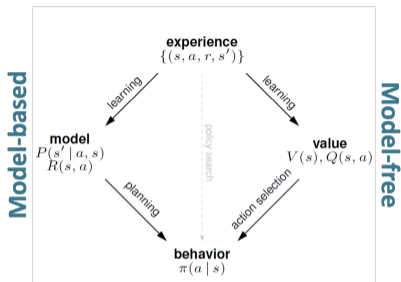 experience
{(s, a, r, s′)}
learning
learning
Model-based
model
P(s′ | a, s)
R(s, a)
policy search
value
V(s), Q(s, a)
Model-free
planning
action selection
behavior
π(a | s)